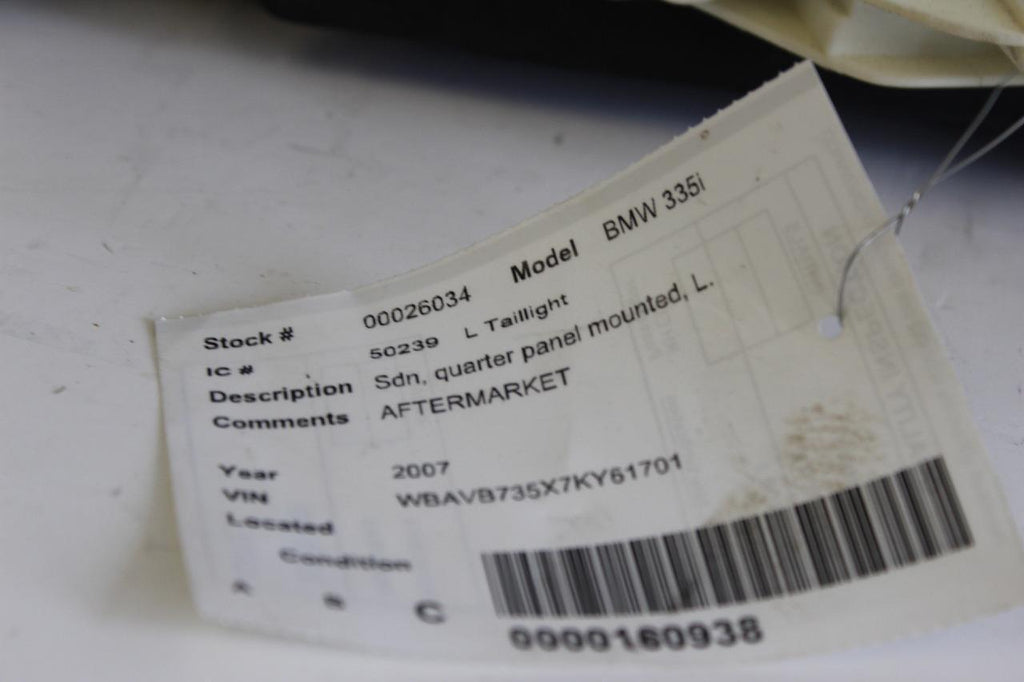 Stock # 00026034 Model BMW 335i
IC # 50239 L Taillight
Description Sdn, quarter panel mounted, L.
Comments AFTERMARKET
Year 2007
VIN WBAVB735X7KY61701
Located
Condition
A B C
0000160938